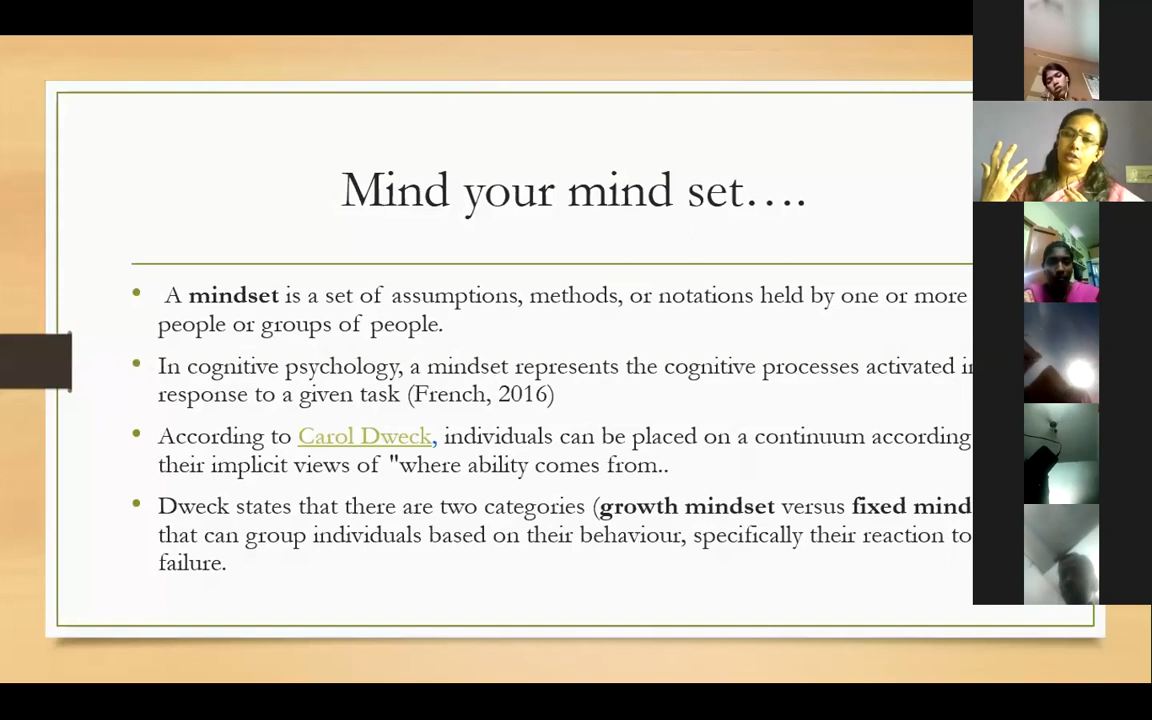 Mind your mind set….
• A mindset is a set of assumptions, methods, or notations held by one or more
people or groups of people.
• In cognitive psychology, a mindset represents the cognitive processes activated
response to a given task (French, 2016)
• According to Carol Dweck, individuals can be placed on a continuum according
their implicit views of "where ability comes from..
• Dweck states that there are two categories (growth mindset versus fixed mind
that can group individuals based on their behaviour, specifically their reaction to
failure.